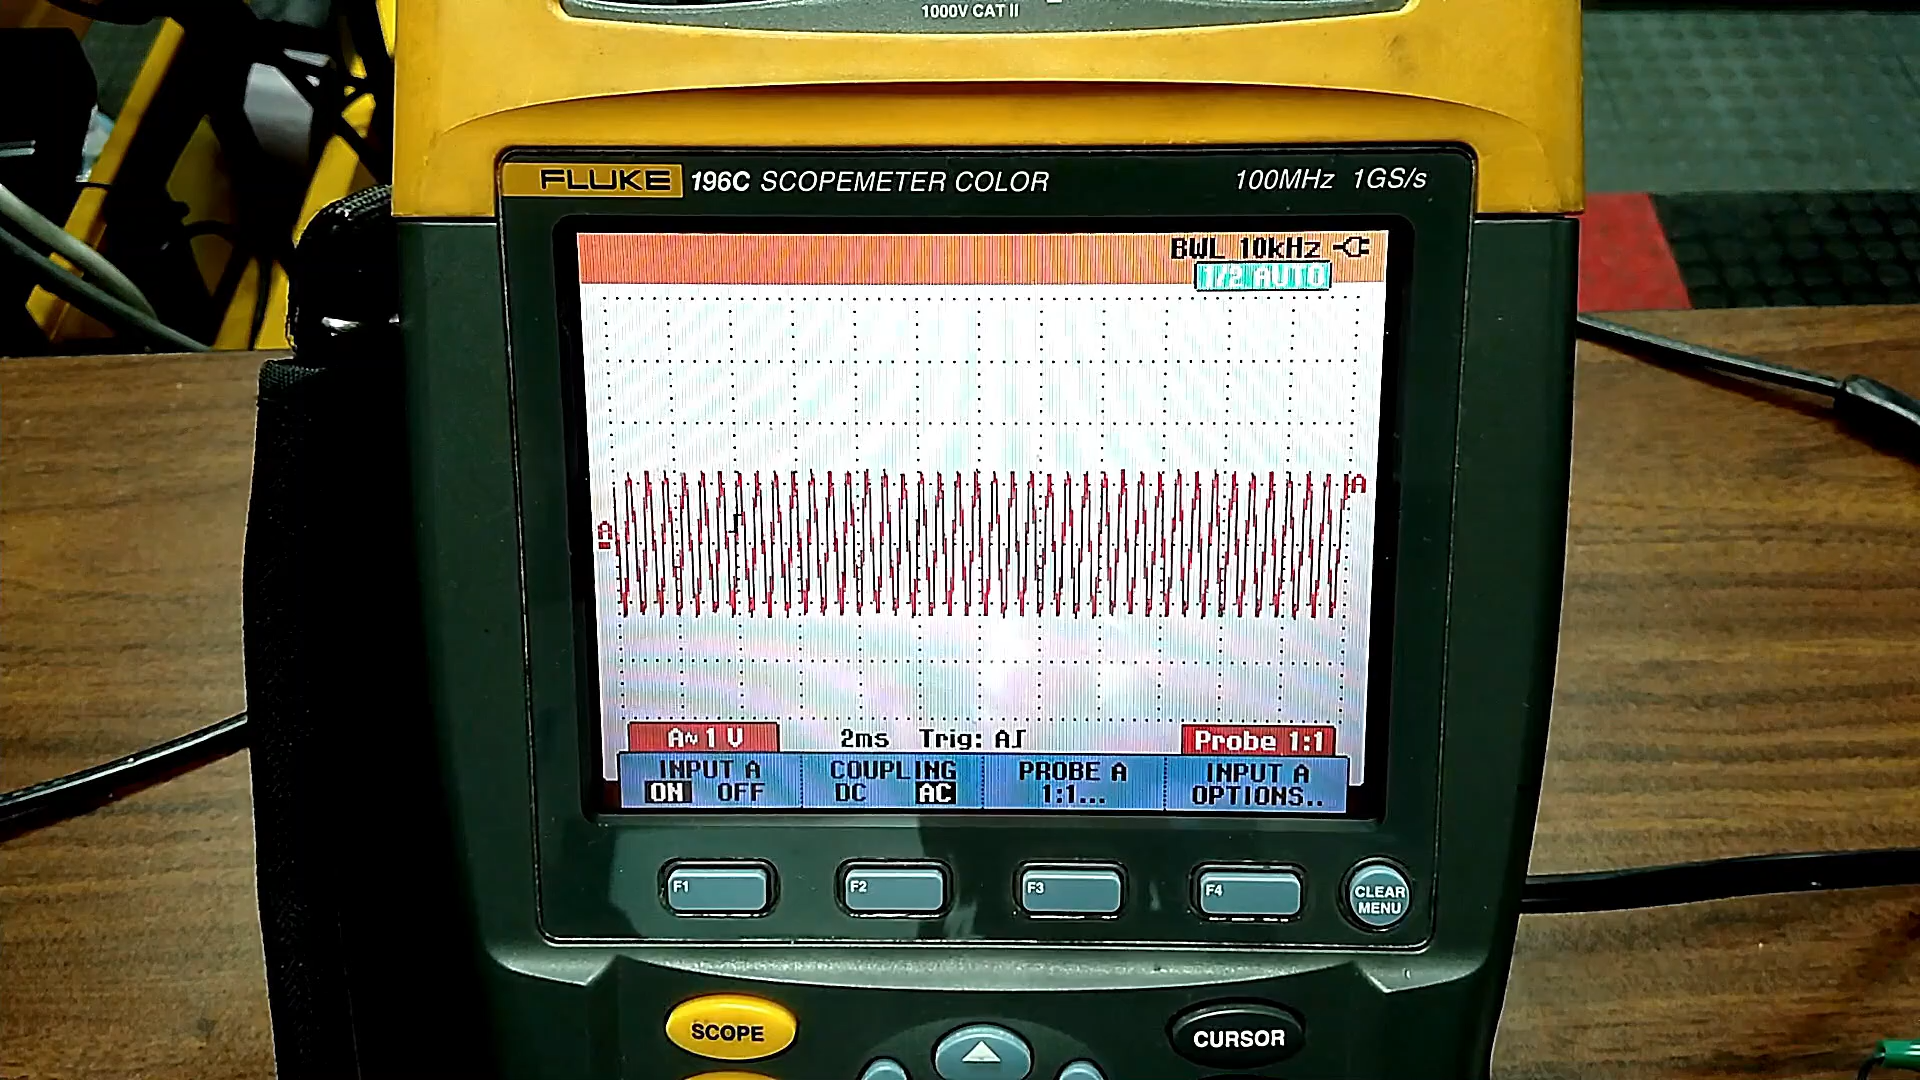 1000V CAT II
FLUKE 196C SCOPEMETER COLOR 100MHz 1GS/s
BWL 10kHz
1/2 AUTO
A
A
A~ 1 V 2ms Trig: A Probe 1:1
INPUT A COUPLING PROBE A INPUT A
ON OFF DC AC 1:1... OPTIONS..
F1 F2 F3 F4 CLEAR
MENU
SCOPE CURSOR